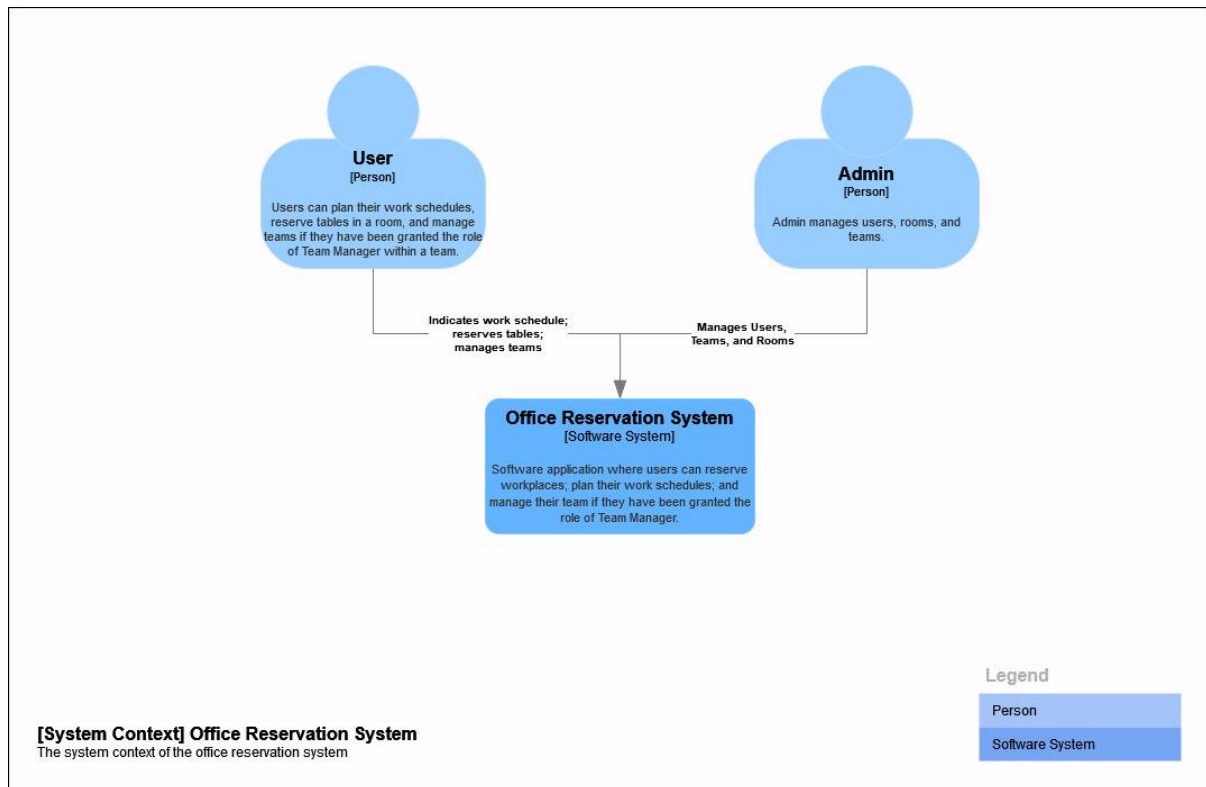 User
[Person]
Users can plan their work schedules,
reserve tables in a room, and manage
teams if they have been granted the role
of Team Manager within a team.
Admin
[Person]
Admin manages users, rooms, and
teams.
Indicates work schedule;
reserves tables;
manages teams
Manages Users,
Teams, and Rooms
Office Reservation System
[Software System]
Software application where users can reserve
workplaces; plan their work schedules; and
manage their team if they have been granted the
role of Team Manager.
Legend
Person
Software System
[System Context] Office Reservation System
The system context of the office reservation system